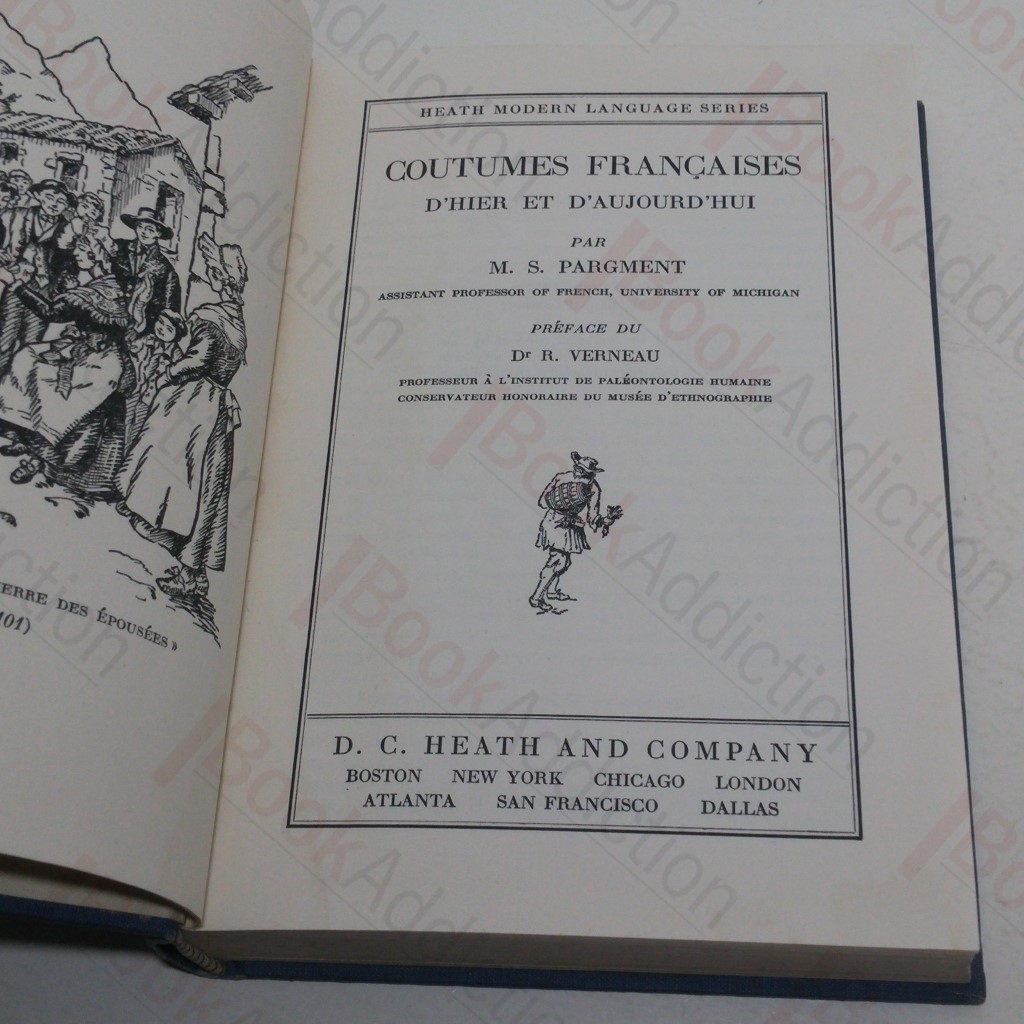 ERRE DES ÉPOUSÉES »
101)
HEATH MODERN LANGUAGE SERIES
COUTUMES FRANÇAISES
D'HIER ET D'AUJOURD'HUI
PAR
M. S. PARGMENT
ASSISTANT PROFESSOR OF FRENCH, UNIVERSITY OF MICHIGAN
PRÉFACE DU
Dr R. VERNEAU
PROFESSEUR À L'INSTITUT DE PALÉONTOLOGIE HUMAINE
CONSERVATEUR HONORAIRE DU MUSÉE D'ETHNOGRAPHIE
D. C. HEATH AND COMPANY
BOSTON NEW YORK CHICAGO LONDON
ATLANTA SAN FRANCISCO DALLAS
BookAddiction